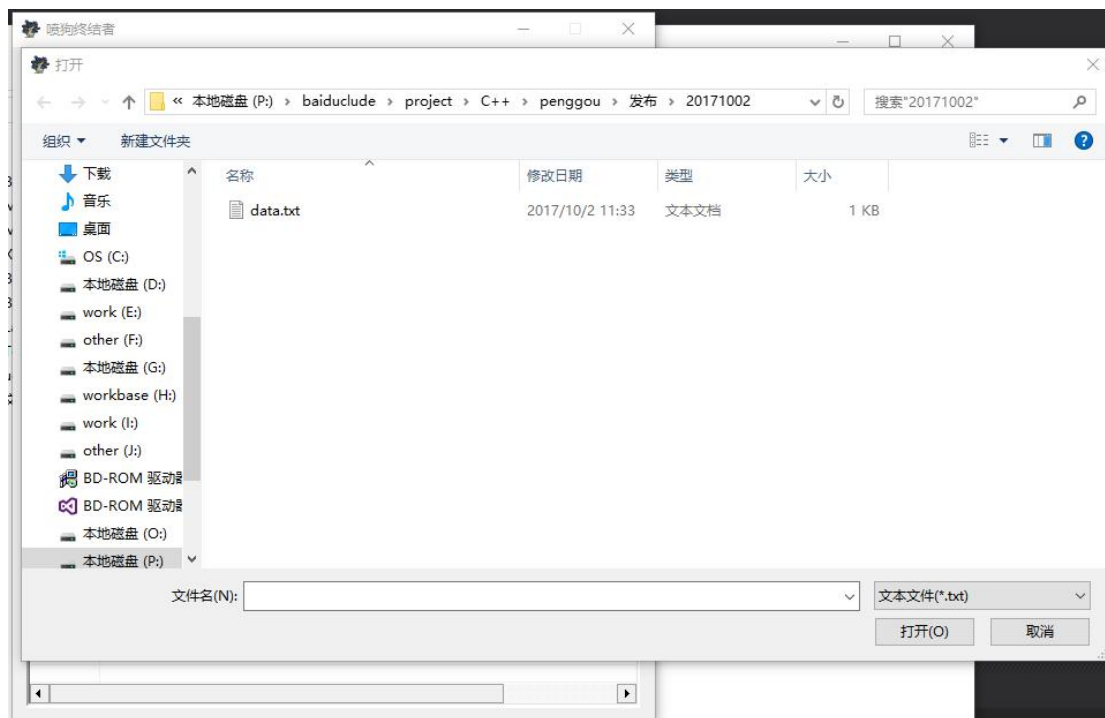 喷狗终结者
打开
« 本地磁盘 (P:) › baiduclude › project › C++ › penggou › 发布 › 20171002
搜索"20171002"
组织 新建文件夹
名称 修改日期 类型 大小
data.txt 2017/10/2 11:33 文本文档 1 KB
下载
音乐
桌面
OS (C:)
本地磁盘 (D:)
work (E:)
other (F:)
本地磁盘 (G:)
workbase (H:)
work (I:)
other (J:)
BD-ROM 驱动
BD-ROM 驱动
本地磁盘 (O:)
本地磁盘 (P:)
文件名(N):
文本文件(*.txt)
打开(O) 取消